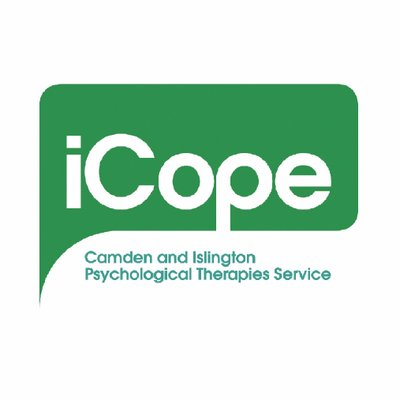 iCope
Camden and Islington
Psychological Therapies Service